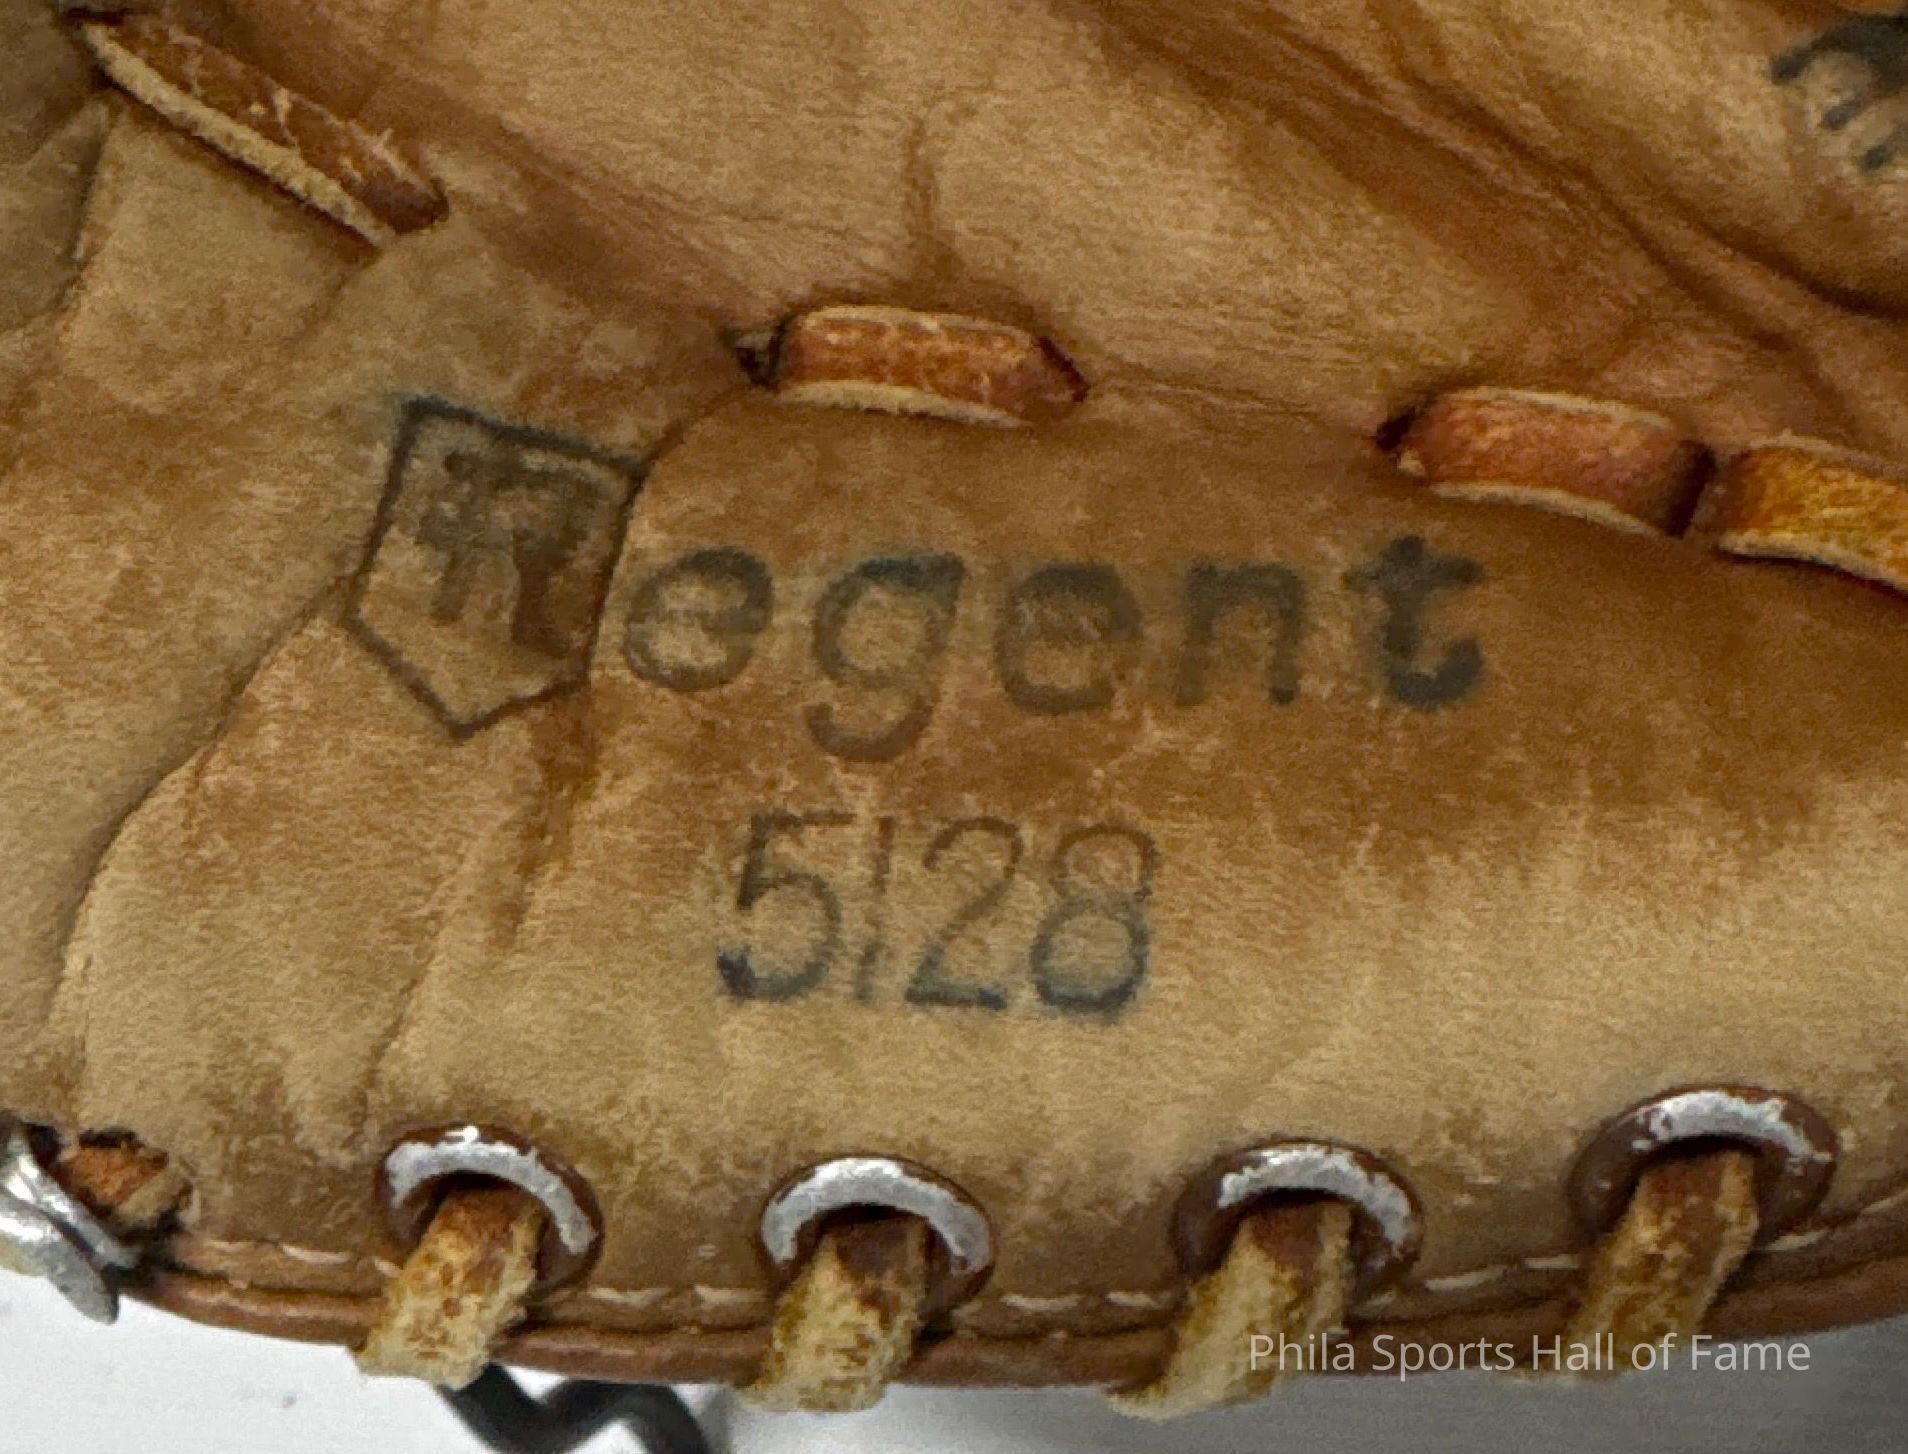 Regent
5128
Phila Sports Hall of Fame